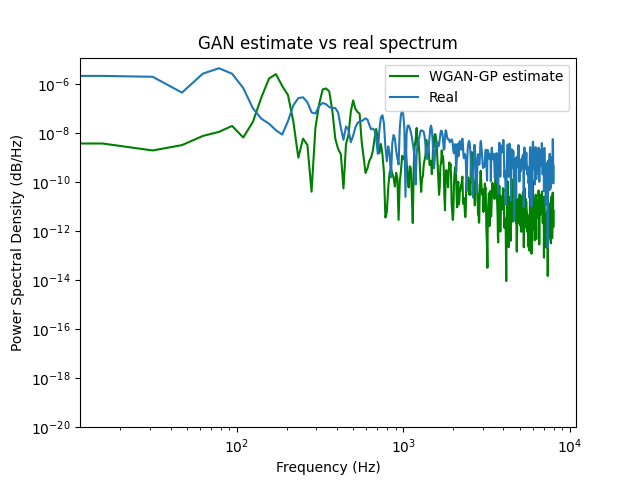 GAN estimate vs real spectrum
WGAN-GP estimate
Real
Power Spectral Density (dB/Hz)
10⁻⁶
10⁻⁸
10⁻¹⁰
10⁻¹²
10⁻¹⁴
10⁻¹⁶
10⁻¹⁸
10⁻²⁰
10² 10³ 10⁴
Frequency (Hz)